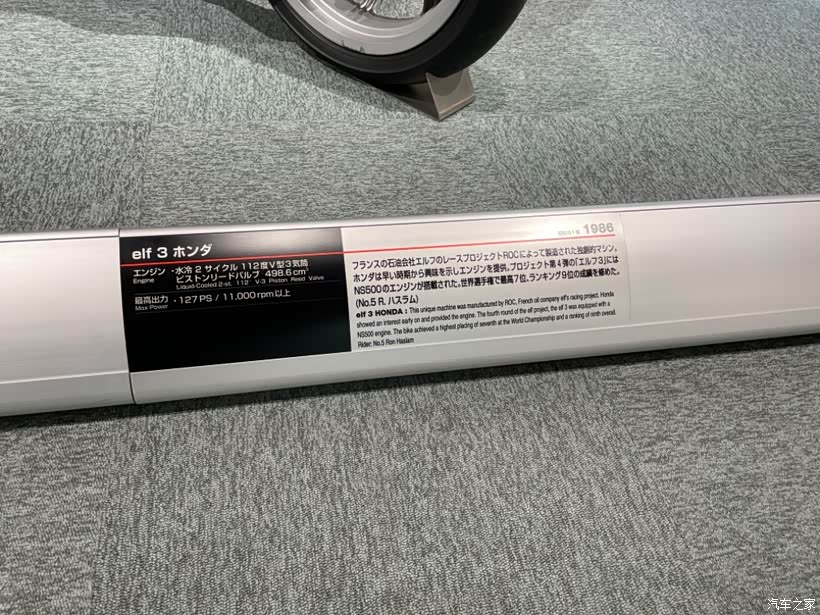 elf 3 ホンダ
エンジン ・水冷 2 サイクル 112度V型3気筒
Engine ピストンリードバルブ 498.6cm³
Liquid-Cooled 2-st. 112° V-3 Piston Reed Valve
最高出力 ・127PS / 11,000rpm以上
Max Power
1986
フランスの石油会社エルフのレースプロジェクトROCによって製造された独創的マシン。
ホンダは早い時期から興味を示しエンジンを提供。プロジェクト第4弾の「エルフ3」には
NS500のエンジンが搭載された。世界選手権で最高7位、ランキング9位の成績を修めた。
(No.5 R. ハスラム)
elf 3 HONDA : This unique machine was manufactured by ROC, French oil company elf's racing project. Honda
showed an interest early on and provided the engine. The fourth round of the elf project, the elf 3 was equipped with a
NS500 engine. The bike achieved a highest placing of seventh at the World Championship and a ranking of ninth overall.
Rider: No.5 Ron Haslam
汽车之家